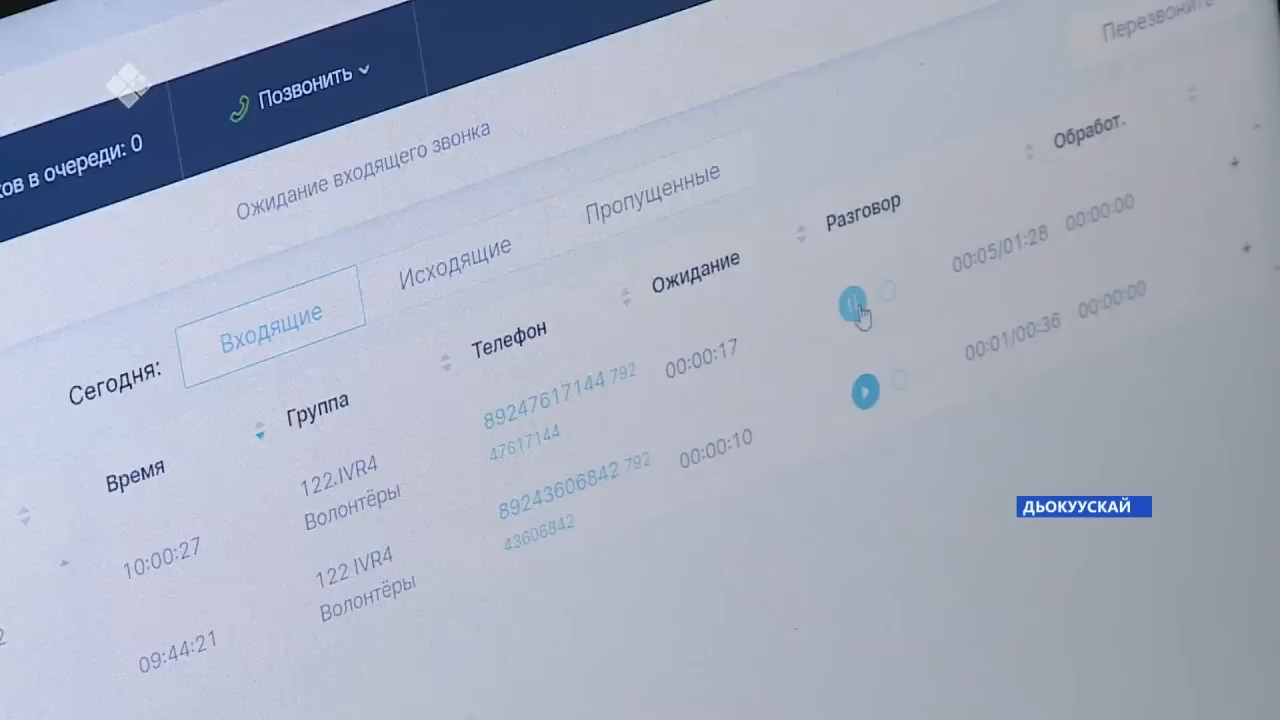 ков в очереди: 0
Позвонить
Ожидание входящего звонка
Перезвонить
Сегодня:
Входящие
Исходящие
Пропущенные
Время
Группа
Телефон
Ожидание
Разговор
Обработ.
10:00:27
122.IVR4
Волонтёры
89247617144 792
47617144
00:00:17
00:05/01:28
00:00:00
09:44:21
122 IVR4
Волонтёры
89243606842 792
43606842
00:00:10
00:01/00:36
00:00:00
ДЬОКУУСКАЙ